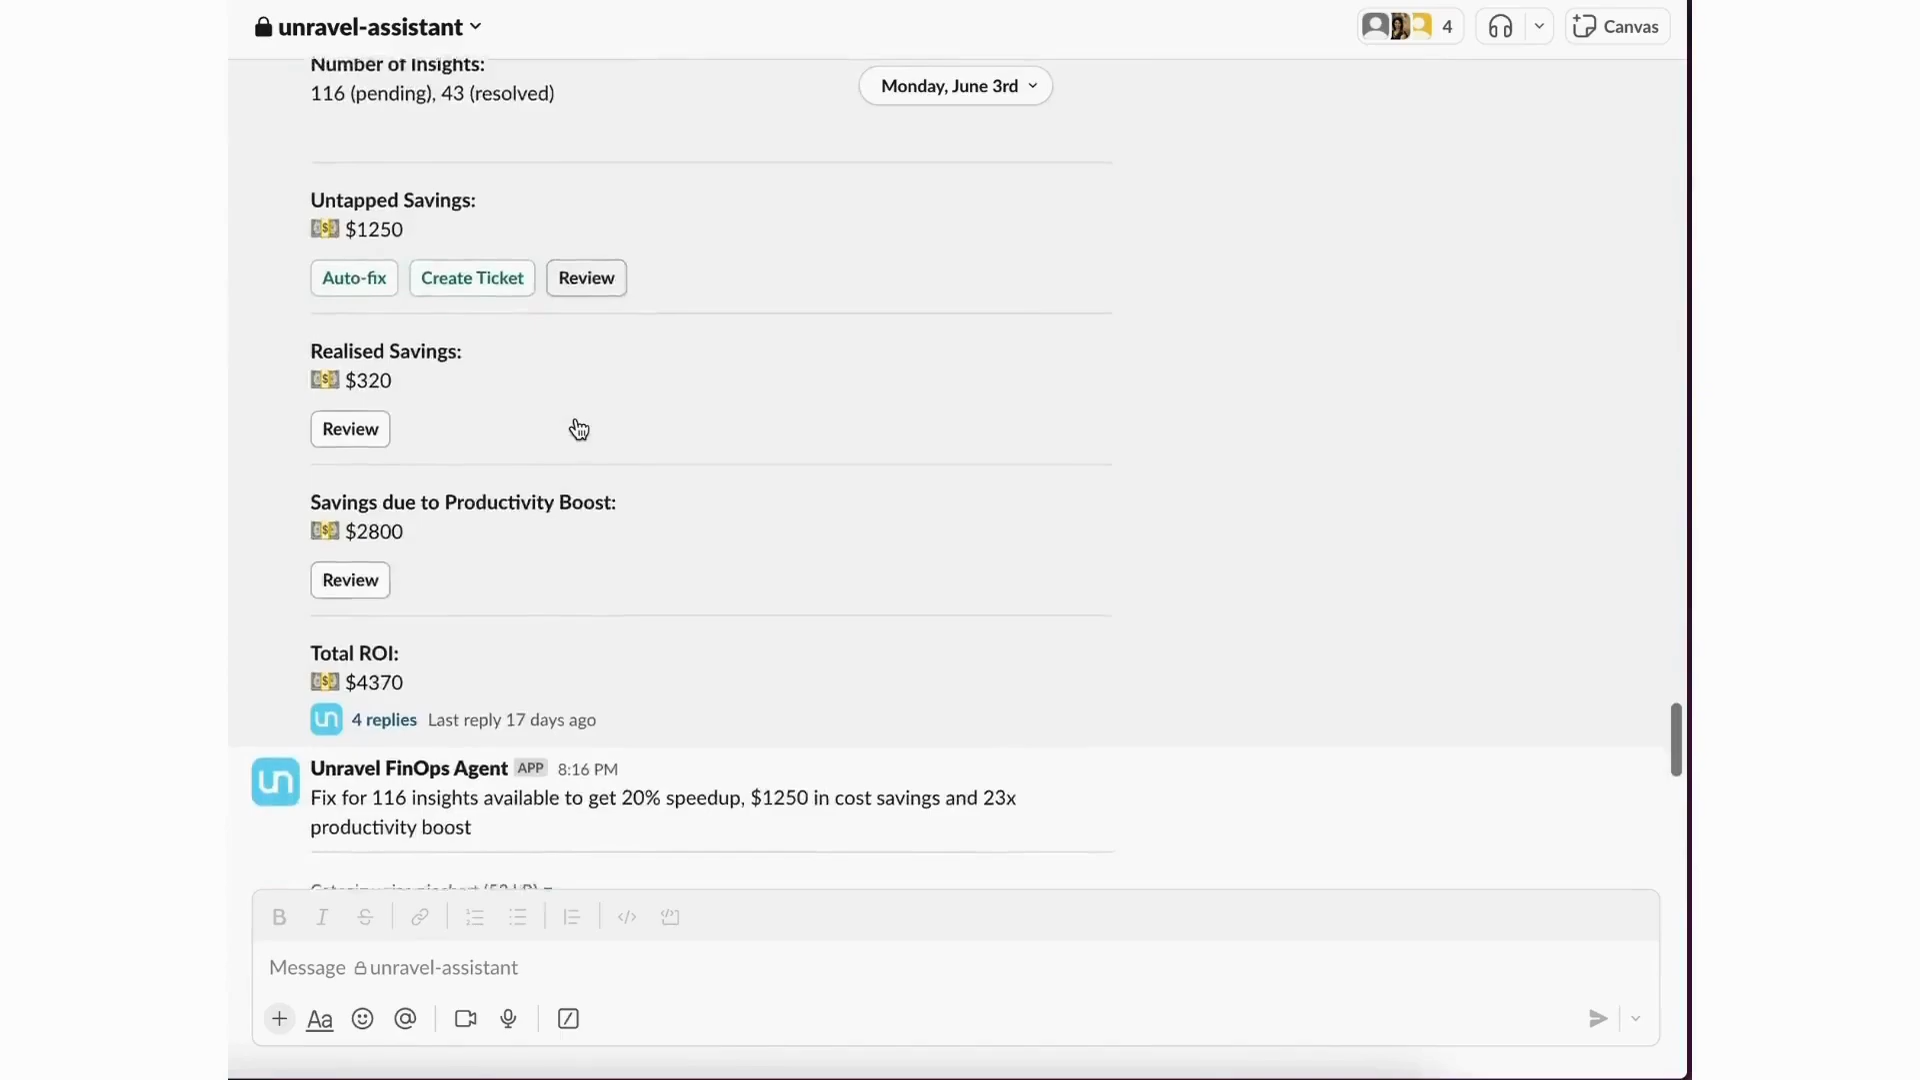 unravel-assistant
4
Canvas
Number of Insights:
116 (pending), 43 (resolved)
Monday, June 3rd
Untapped Savings:
$1250
Auto-fix
Create Ticket
Review
Realised Savings:
$320
Review
Savings due to Productivity Boost:
$2800
Review
Total ROI:
$4370
un 4 replies Last reply 17 days ago
un
Unravel FinOps Agent APP 8:16 PM
Fix for 116 insights available to get 20% speedup, $1250 in cost savings and 23x
productivity boost
B I S
Message unravel-assistant
Aa